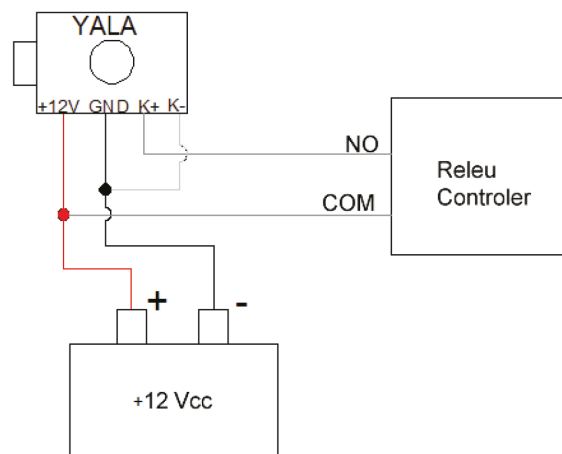 YALA
+12V GND K+ K-
NO
Releu
Controler
COM
+ -
+12 Vcc